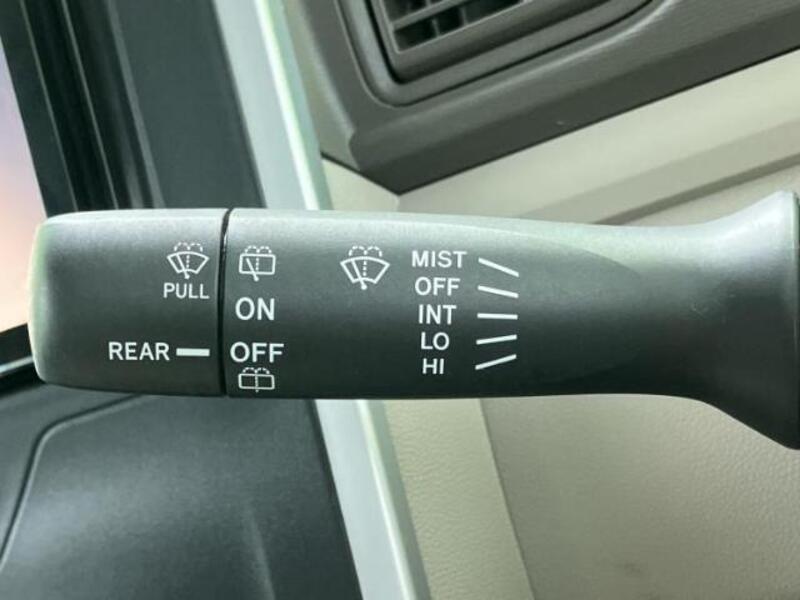 PULL
REAR
ON
OFF
MIST
OFF
INT
LO
HI